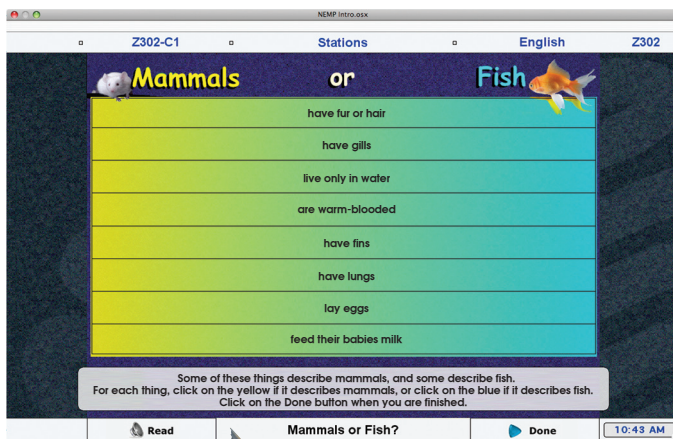 NEMP Intro.osx
Z302-C1 Stations English Z302
Mammals or Fish
have fur or hair
have gills
live only in water
are warm-blooded
have fins
have lungs
lay eggs
feed their babies milk
Some of these things describe mammals, and some describe fish.
For each thing, click on the yellow if it describes mammals, or click on the blue if it describes fish.
Click on the Done button when you are finished.
Read Mammals or Fish? Done 10:43 AM